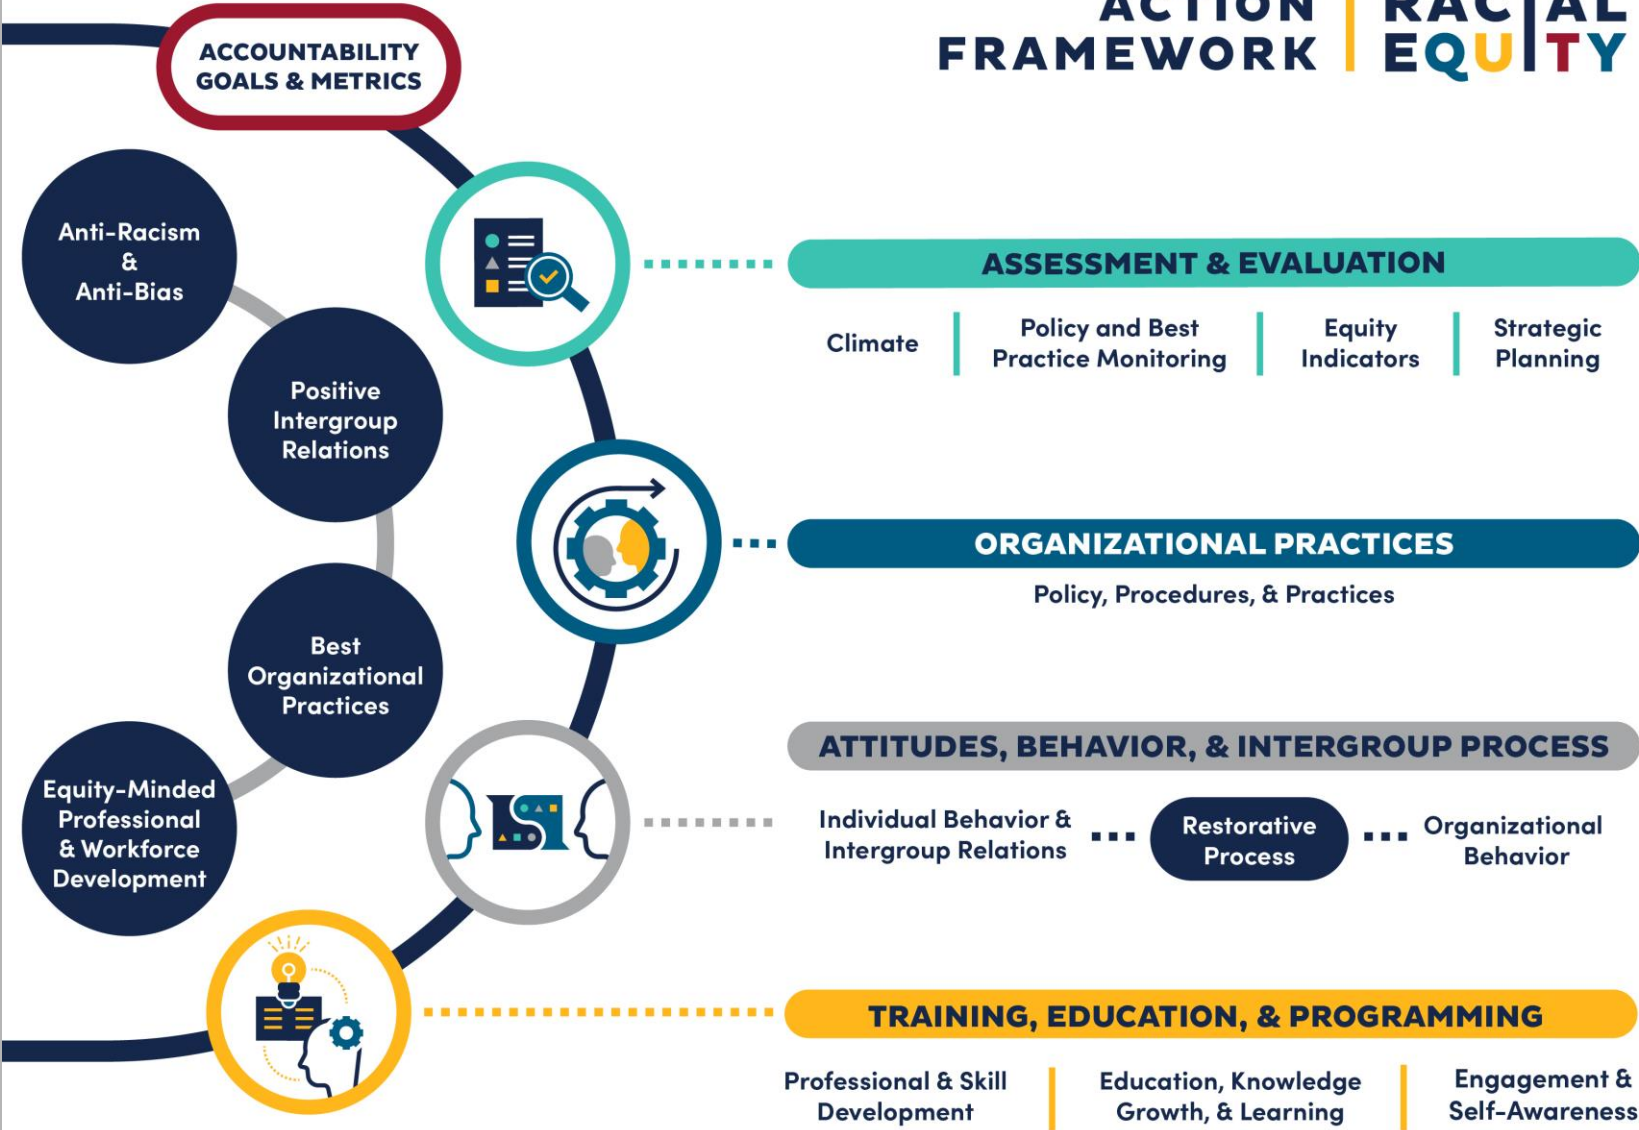 ACTION
FRAMEWORK
RACIAL
EQUITY
ACCOUNTABILITY
GOALS & METRICS
Anti-Racism
&
Anti-Bias
Positive
Intergroup
Relations
Best
Organizational
Practices
Equity-Minded
Professional
& Workforce
Development
ASSESSMENT & EVALUATION
Climate
Policy and Best
Practice Monitoring
Equity
Indicators
Strategic
Planning
ORGANIZATIONAL PRACTICES
Policy, Procedures, & Practices
ATTITUDES, BEHAVIOR, & INTERGROUP PROCESS
Individual Behavior &
Intergroup Relations
Restorative
Process
Organizational
Behavior
TRAINING, EDUCATION, & PROGRAMMING
Professional & Skill
Development
Education, Knowledge
Growth, & Learning
Engagement &
Self-Awareness